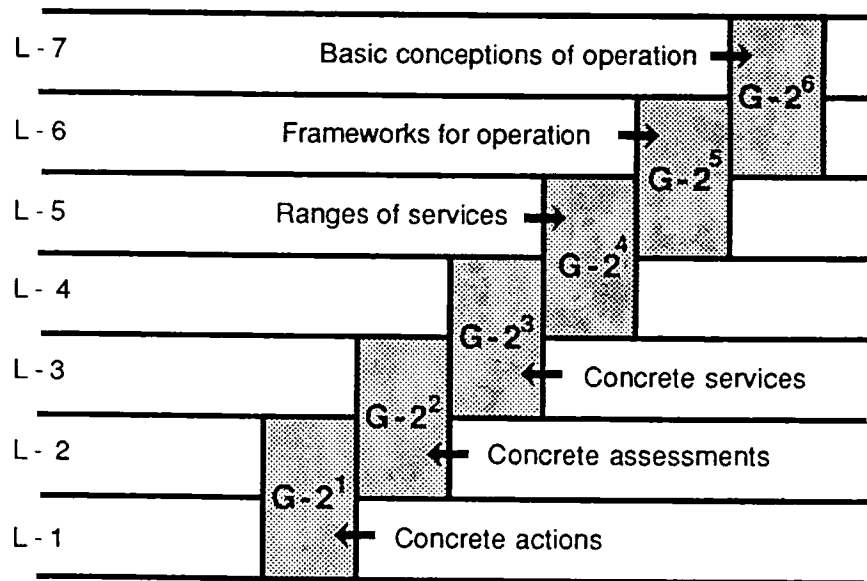 L - 7 Basic conceptions of operation
G - 2⁶
L - 6 Frameworks for operation
G - 2⁵
L - 5 Ranges of services
G - 2⁴
L - 4
G - 2³
L - 3 Concrete services
G - 2²
L - 2 Concrete assessments
G - 2¹
L - 1 Concrete actions